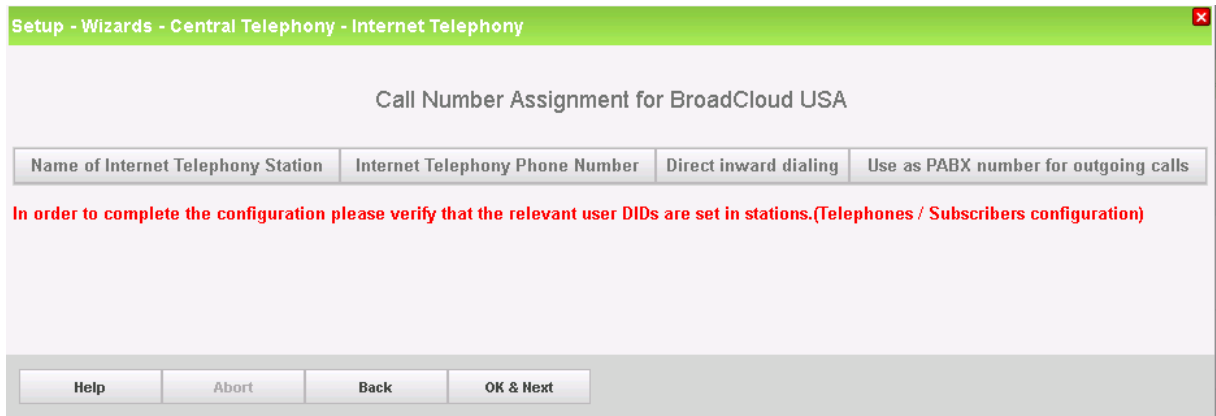 Setup - Wizards - Central Telephony - Internet Telephony
Call Number Assignment for BroadCloud USA
Name of Internet Telephony Station Internet Telephony Phone Number Direct inward dialing Use as PABX number for outgoing calls
In order to complete the configuration please verify that the relevant user DIDs are set in stations.(Telephones / Subscribers configuration)
Help Abort Back OK & Next